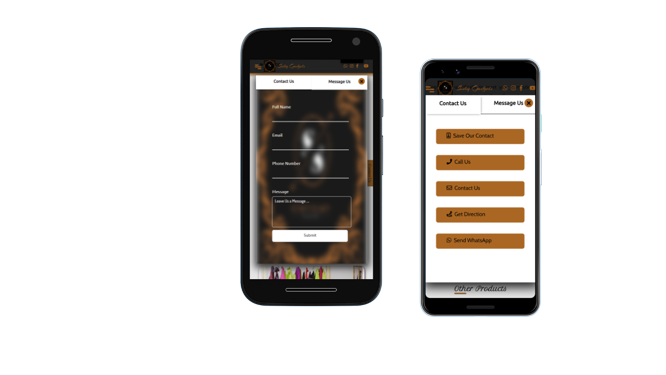 Contact Us
Message Us
Full Name
Email
Phone Number
Message
Leave Us a Message ...
Submit
Contact Us
Message Us
Save Our Contact
Call Us
Contact Us
Get Direction
Send WhatsApp
Other Products